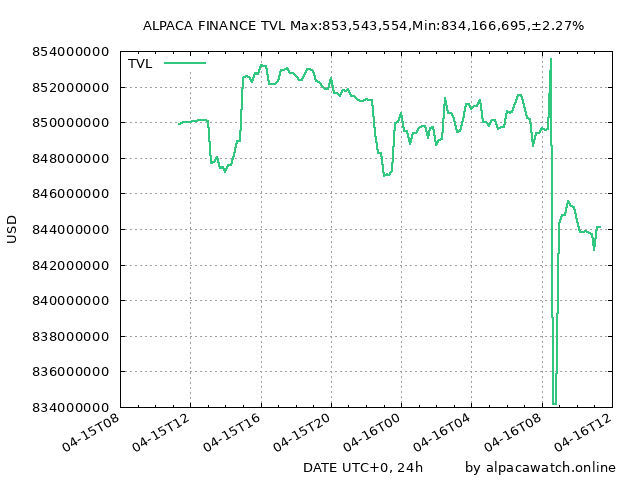 ALPACA FINANCE TVL Max:853,543,554,Min:834,166,695,±2.27%
854000000
TVL
852000000
850000000
848000000
846000000
844000000
842000000
840000000
838000000
836000000
834000000
USD
04-15T08 04-15T12 04-15T16 04-15T20 04-16T00 04-16T04 04-16T08 04-16T12
DATE UTC+0, 24h by alpacawatch.online